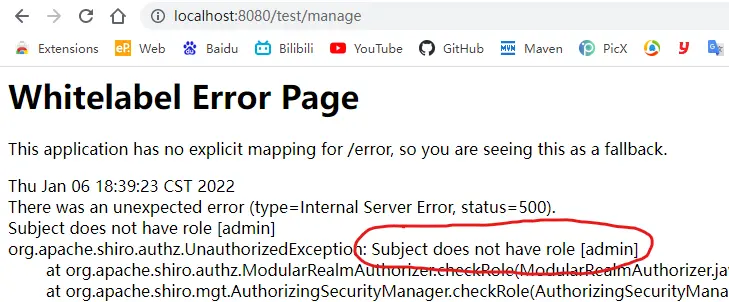 localhost:8080/test/manage
Extensions Web Baidu Bilibili YouTube GitHub Maven PicX
Whitelabel Error Page
This application has no explicit mapping for /error, so you are seeing this as a fallback.
Thu Jan 06 18:39:23 CST 2022
There was an unexpected error (type=Internal Server Error, status=500).
Subject does not have role [admin]
org.apache.shiro.authz.UnauthorizedException: Subject does not have role [admin]
at org.apache.shiro.authz.ModularRealmAuthorizer.checkRole(ModularRealmAuthorizer.jav
at org.apache.shiro.mgt.AuthorizingSecurityManager.checkRole(AuthorizingSecurityMana